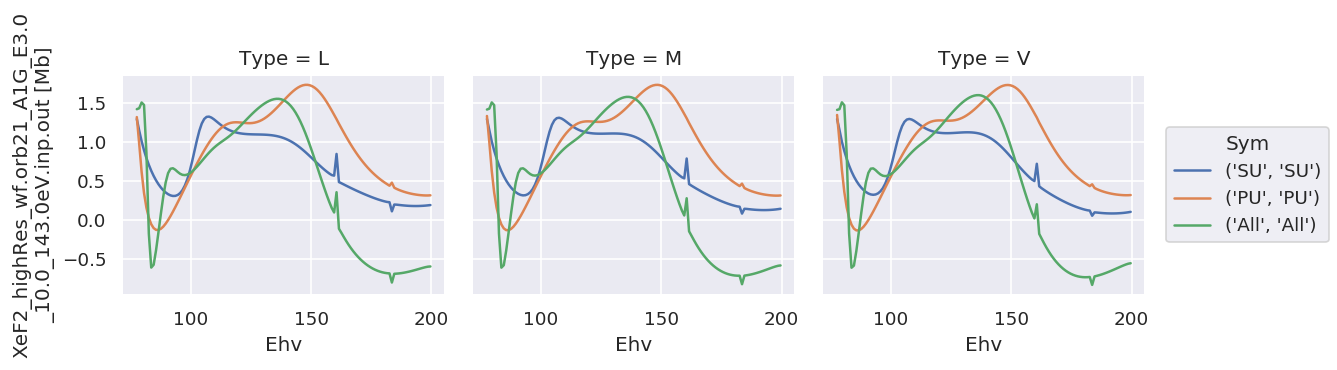 XeF2_highRes_wf.orb21_A1G_E3.0
_10.0_143.0eV.inp.out [Mb]
Type = L
Type = M
Type = V
1.5
1.0
0.5
0.0
−0.5
100
150
200
100
150
200
100
150
200
Ehv
Ehv
Ehv
Sym
('SU', 'SU')
('PU', 'PU')
('All', 'All')